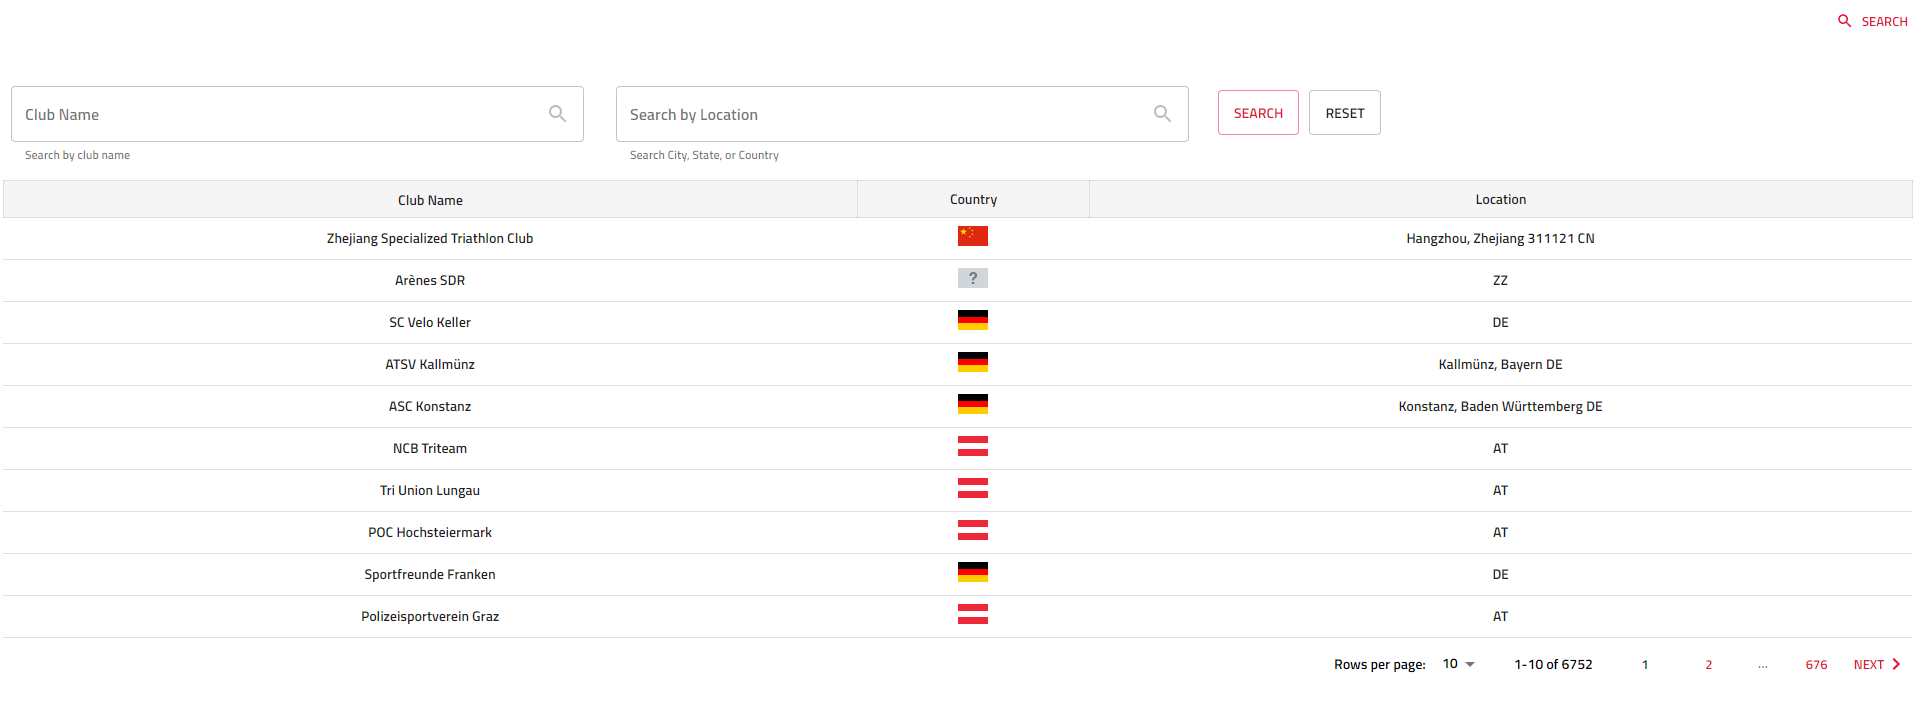 SEARCH
Club Name
Search by Location
SEARCH
RESET
Search by club name
Search City, State, or Country
Club Name Country Location
Zhejiang Specialized Triathlon Club Hangzhou, Zhejiang 311121 CN
Arènes SDR ? ZZ
SC Velo Keller DE
ATSV Kallmünz Kallmünz, Bayern DE
ASC Konstanz Konstanz, Baden Württemberg DE
NCB Triteam AT
Tri Union Lungau AT
POC Hochsteiermark AT
Sportfreunde Franken DE
Polizeisportverein Graz AT
Rows per page: 10 1-10 of 6752 1 2 ... 676 NEXT